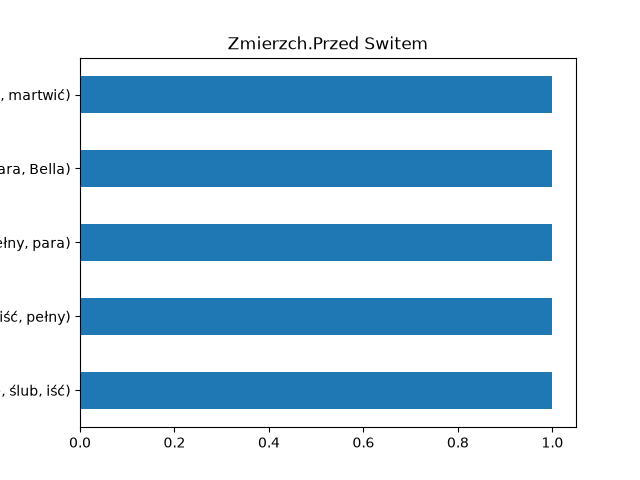 Zmierzch.Przed Switem
, martwić)
ara, Bella)
ełny, para)
iść, pełny)
, ślub, iść)
0.0 0.2 0.4 0.6 0.8 1.0